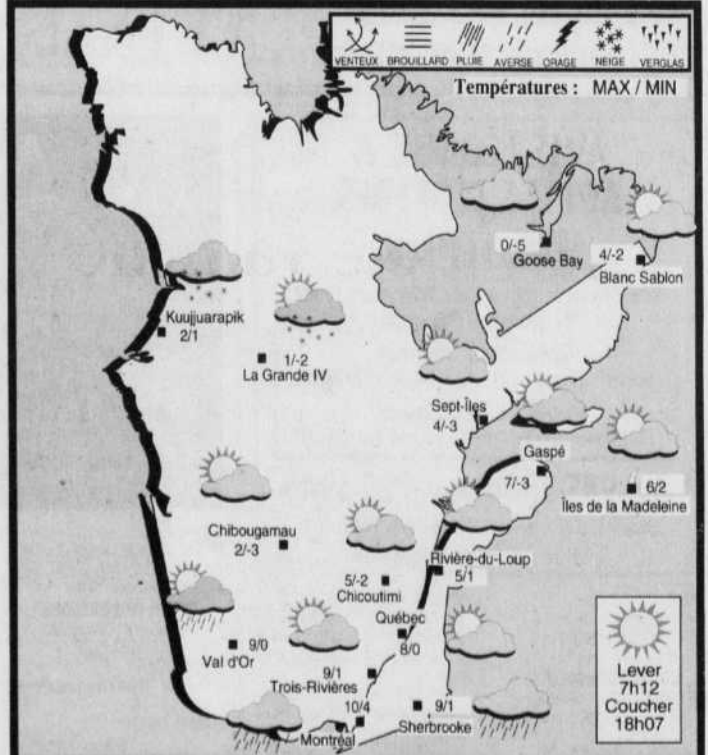 VENTEUX BROUILLARD PLUIE AVERSE ORAGE NEIGE VERGLAS
Températures : MAX / MIN
0/-5
Goose Bay
4/-2
Blanc Sablon
Kuujjuarapik
2/1
1/-2
La Grande IV
Sept-Îles
4/-3
Gaspé
7/-3
6/2
Îles de la Madeleine
Chibougamau
2/-3
Rivière-du-Loup
5/1
5/-2
Chicoutimi
Québec
8/0
9/0
Val d'Or
9/1
Trois-Rivières
10/4
Montréal
9/1
Sherbrooke
Lever
7h12
Coucher
18h07